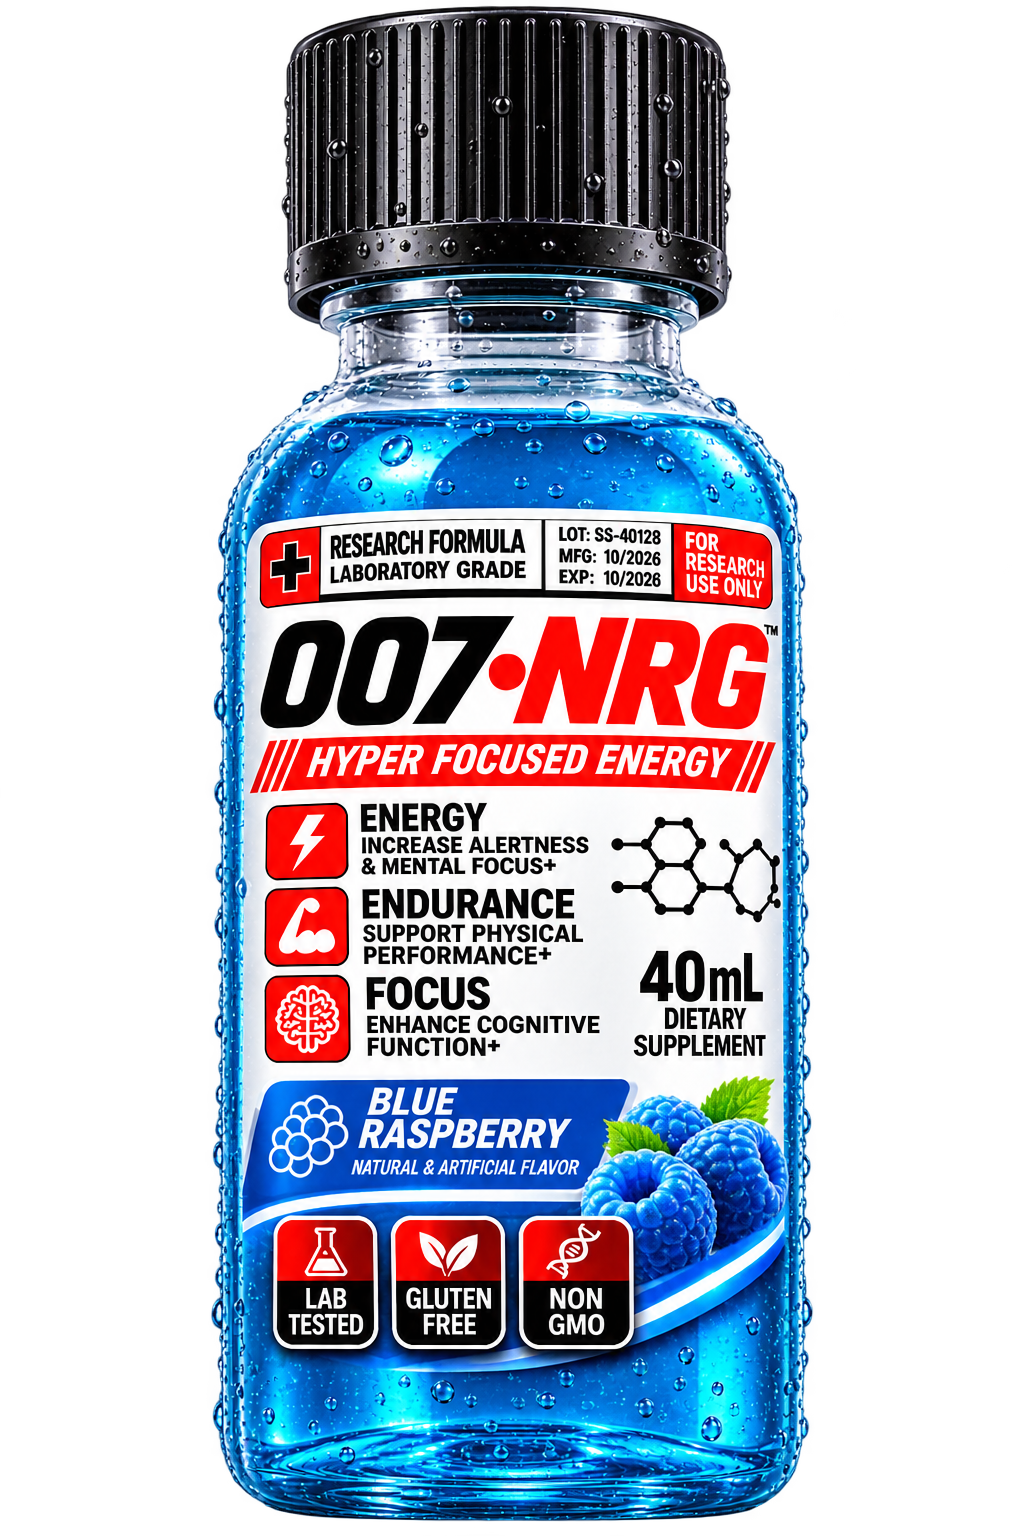 RESEARCH FORMULA
LABORATORY GRADE
LOT: SS-40128
MFG: 10/2026
EXP: 10/2026
FOR
RESEARCH
USE ONLY
007•NRG™
HYPER FOCUSED ENERGY
ENERGY
INCREASE ALERTNESS
& MENTAL FOCUS+
ENDURANCE
SUPPORT PHYSICAL
PERFORMANCE+
FOCUS
ENHANCE COGNITIVE
FUNCTION+
40mL
DIETARY
SUPPLEMENT
BLUE
RASPBERRY
NATURAL & ARTIFICIAL FLAVOR
LAB
TESTED
GLUTEN
FREE
NON
GMO